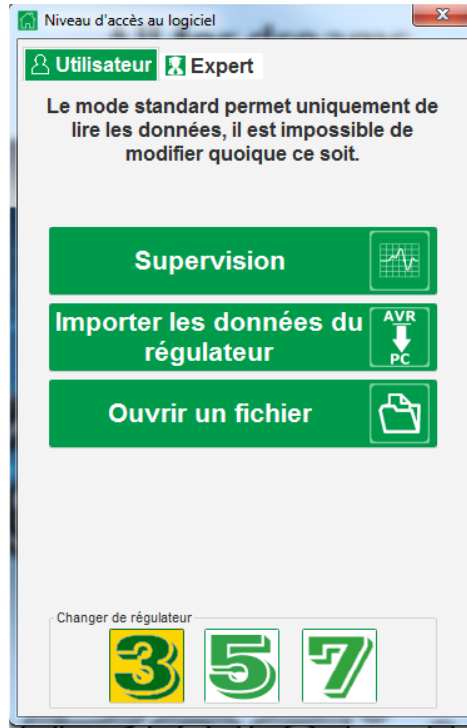 Niveau d'accès au logiciel
Utilisateur Expert
Le mode standard permet uniquement de
lire les données, il est impossible de
modifier quoique ce soit.
Supervision
Importer les données du
régulateur
AVR
PC
Ouvrir un fichier
Changer de régulateur
3 5 7